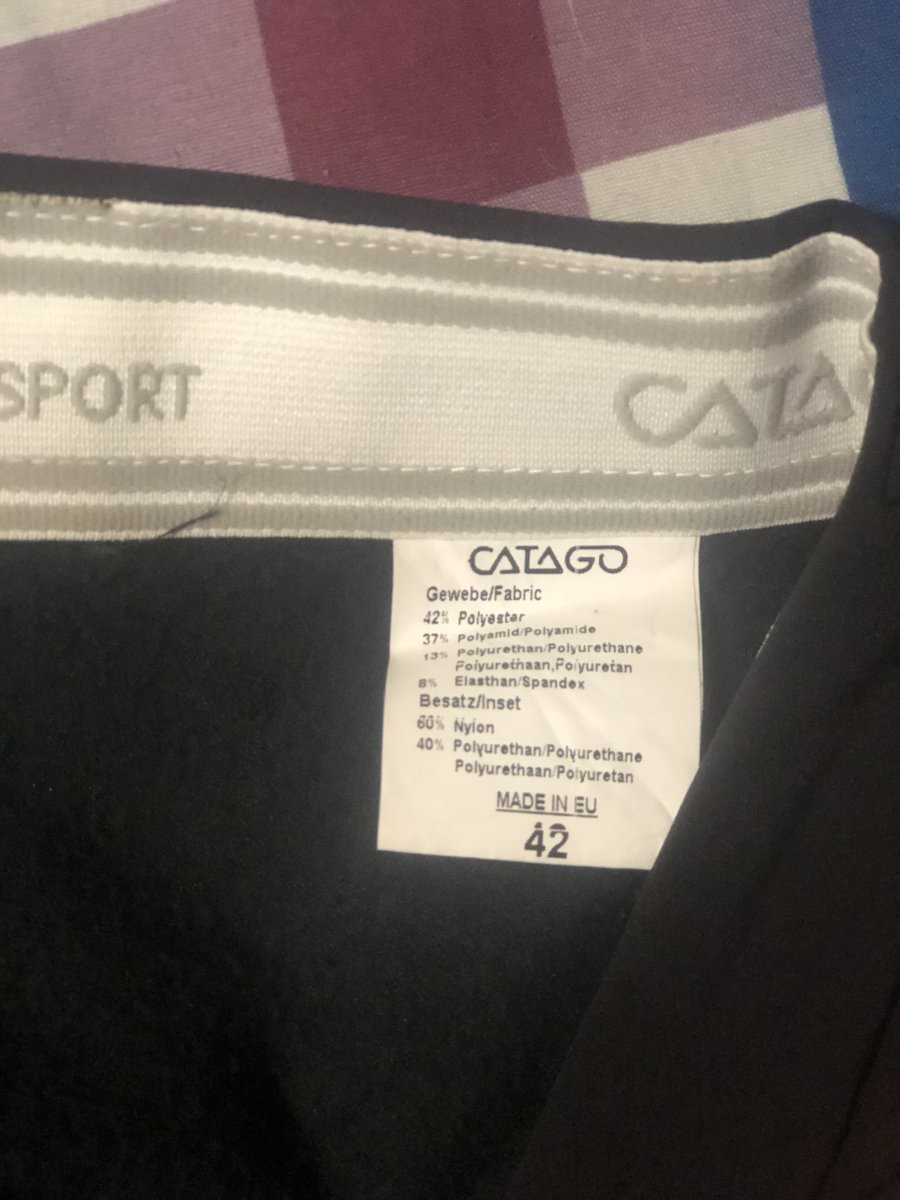 SPORT
CATA
CATAGO
Gewebe/Fabric
42% Polyester
37% Polyamid/Polyamide
13% Polyurethan/Polyurethane
Polyurethaan,Polyuretan
8% Elasthan/Spandex
Besatz/Inset
60% Nylon
40% Polyurethan/Polyurethane
Polyurethaan/Polyuretan
MADE IN EU
42